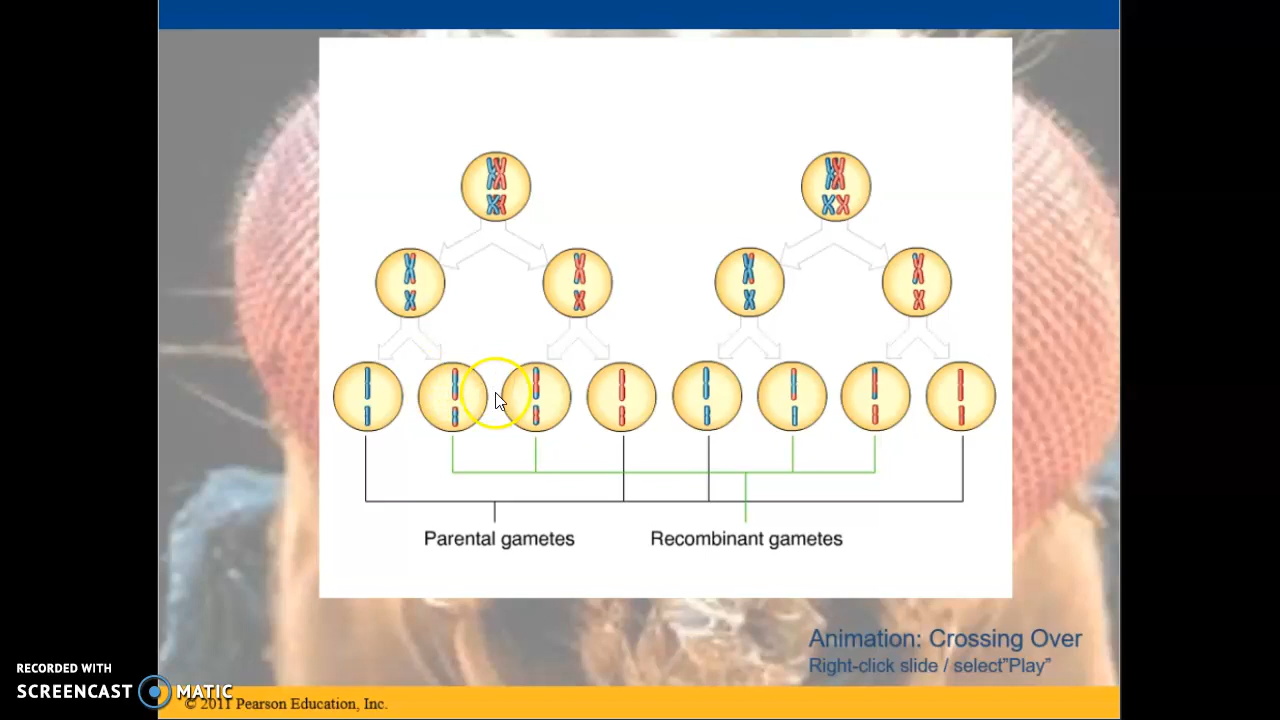 Parental gametes
Recombinant gametes
Animation: Crossing Over
Right-click slide / select”Play”
RECORDED WITH
SCREENCAST MATIC
© 2011 Pearson Education, Inc.